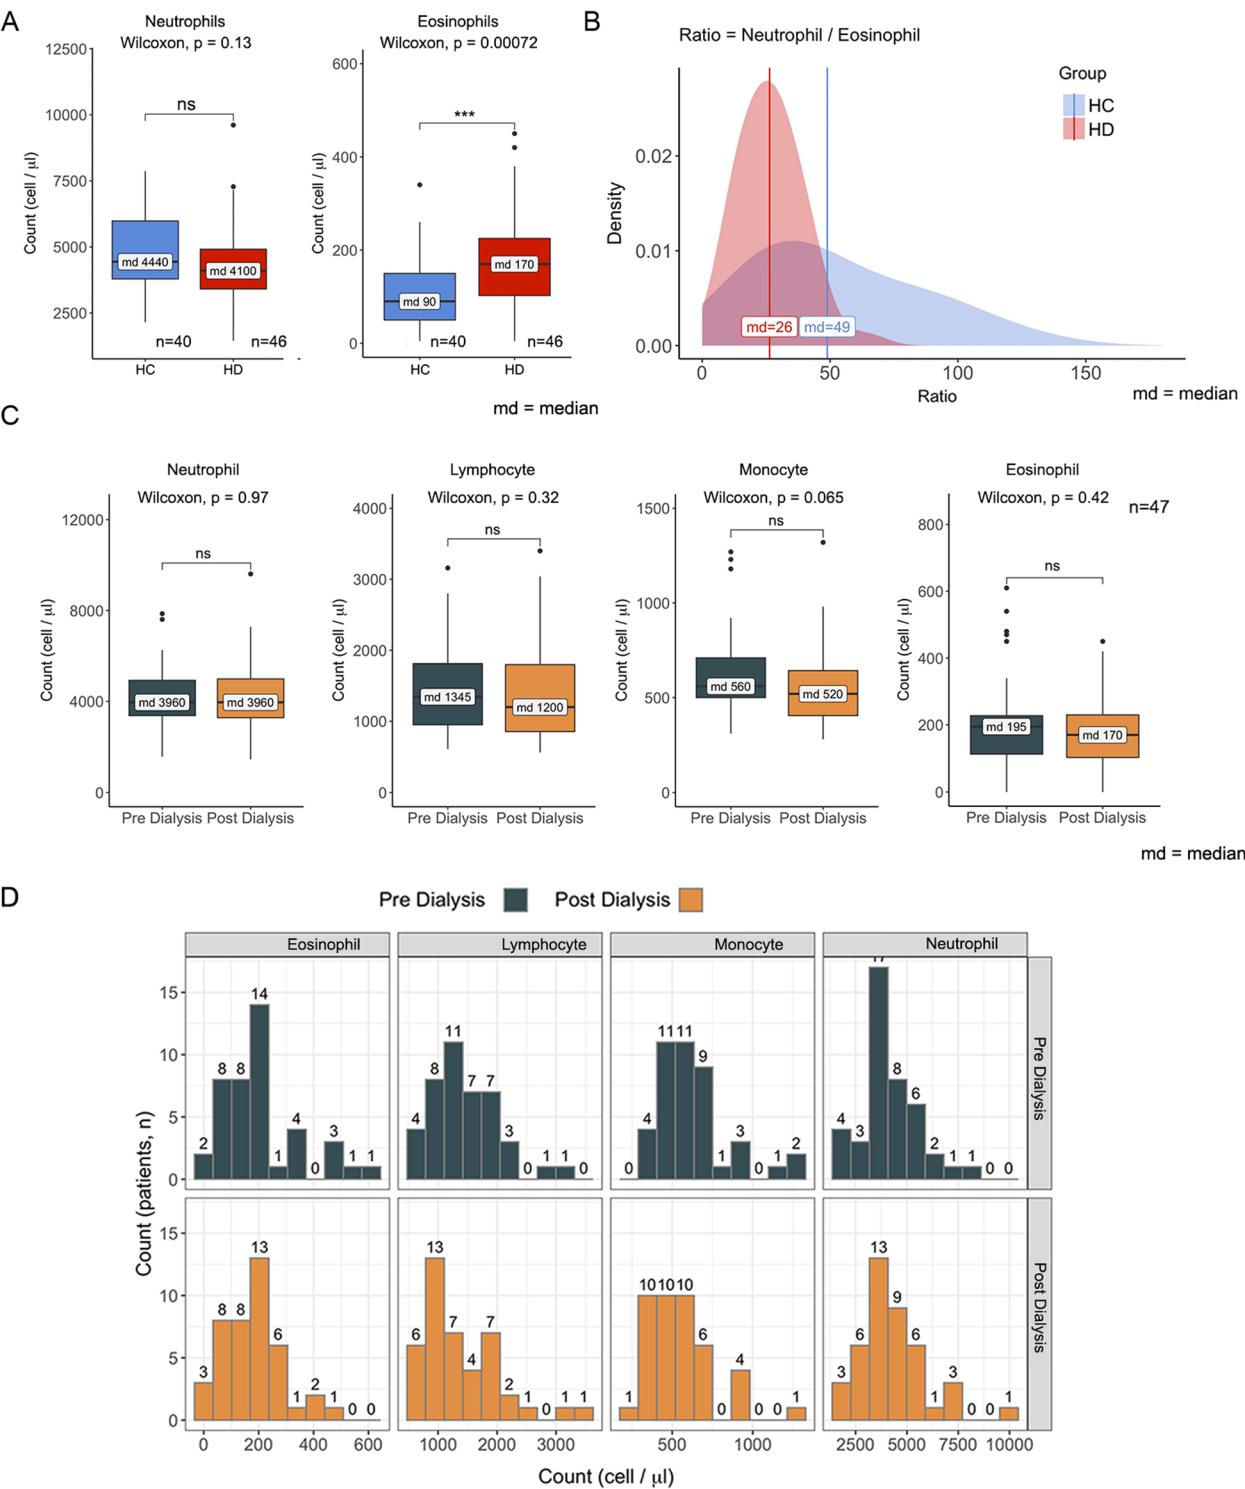 A
Neutrophils
Wilcoxon, p = 0.13
12500
10000
7500
5000
2500
Count (cell / μl)
ns
md 4440
md 4100
n=40
n=46
HC
HD
Eosinophils
Wilcoxon, p = 0.00072
600
400
200
0
Count (cell / μl)
***
md 90
md 170
n=40
n=46
HC
HD
md = median
B
Ratio = Neutrophil / Eosinophil
Group
HC
HD
0.02
0.01
0.00
Density
md=26
md=49
0
50
100
150
Ratio
md = median
C
Neutrophil
Wilcoxon, p = 0.97
12000
8000
4000
0
Count (cell / μl)
ns
md 3960
md 3960
Pre Dialysis
Post Dialysis
Lymphocyte
Wilcoxon, p = 0.32
4000
3000
2000
1000
0
Count (cell / μl)
ns
md 1345
md 1200
Pre Dialysis
Post Dialysis
Monocyte
Wilcoxon, p = 0.065
1500
1000
500
0
Count (cell / μl)
ns
md 560
md 520
Pre Dialysis
Post Dialysis
Eosinophil
Wilcoxon, p = 0.42
n=47
800
600
400
200
0
Count (cell / μl)
ns
md 195
md 170
Pre Dialysis
Post Dialysis
md = median
D
Pre Dialysis
Post Dialysis
Eosinophil
Lymphocyte
Monocyte
Neutrophil
Count (patients, n)
15
10
5
0
2 8 8 14 1 4 0 3 1 1
4 8 11 7 7 3 0 1 1 0
0 4 11 11 9 1 3 0 1 2
4 3 17 8 6 2 1 1 0 0
Pre Dialysis
15
10
5
0
3 8 8 13 6 1 2 1 0 0
6 13 7 4 7 2 1 0 1 1
1 10 10 10 6 0 4 0 0 1
3 6 13 9 6 1 3 0 0 1
Post Dialysis
0 200 400 600
1000 2000 3000
500 1000
2500 5000 7500 10000
Count (cell / μl)